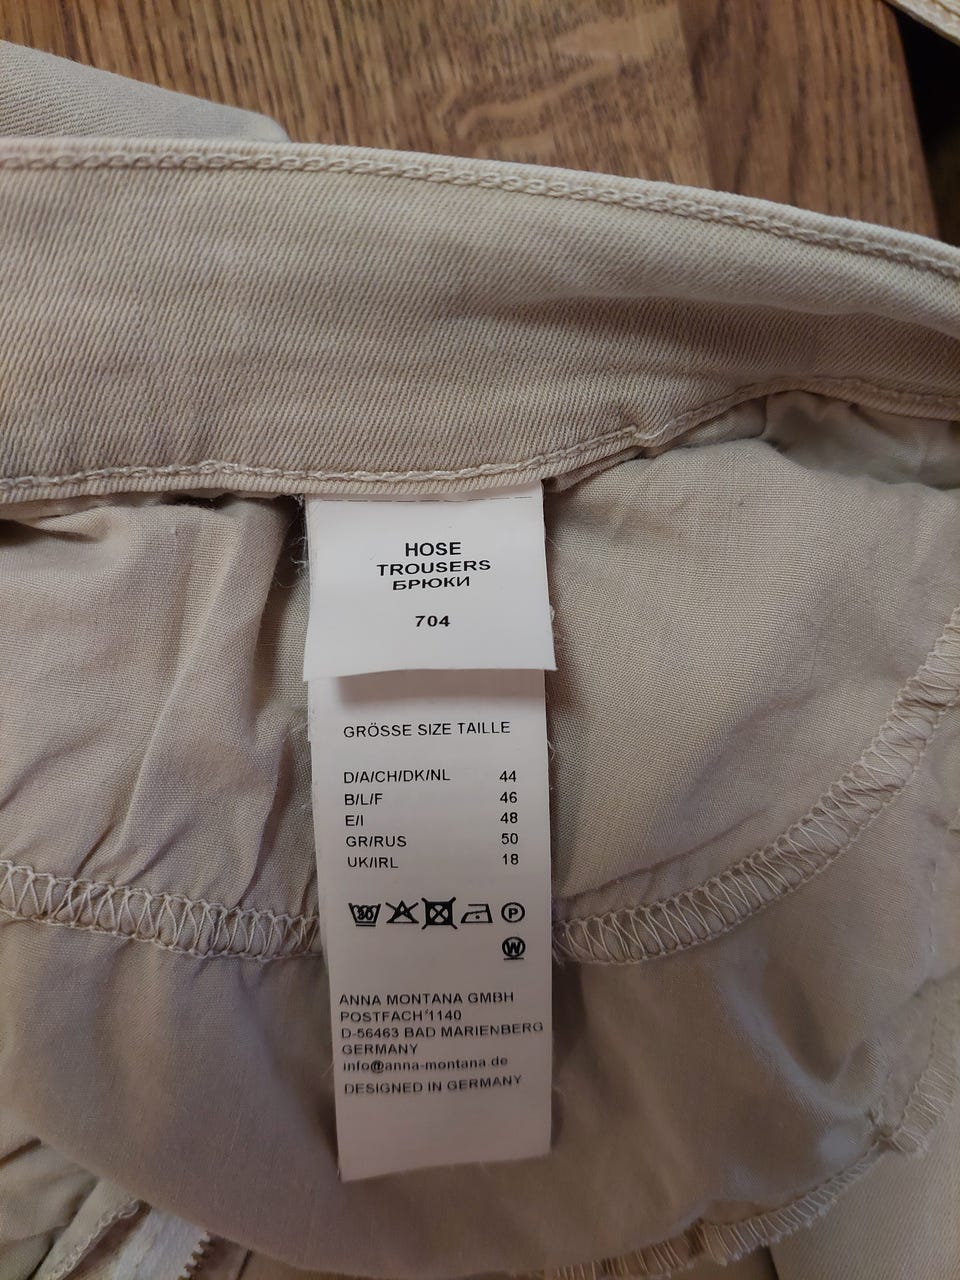 HOSE
TROUSERS
БРЮКИ
704
GRÖSSE SIZE TAILLE
D/A/CH/DK/NL 44
B/L/F 46
E/I 48
GR/RUS 50
UK/IRL 18
30 P
W
ANNA MONTANA GMBH
POSTFACH 1140
D-56463 BAD MARIENBERG
GERMANY
info@anna-montana.de
DESIGNED IN GERMANY